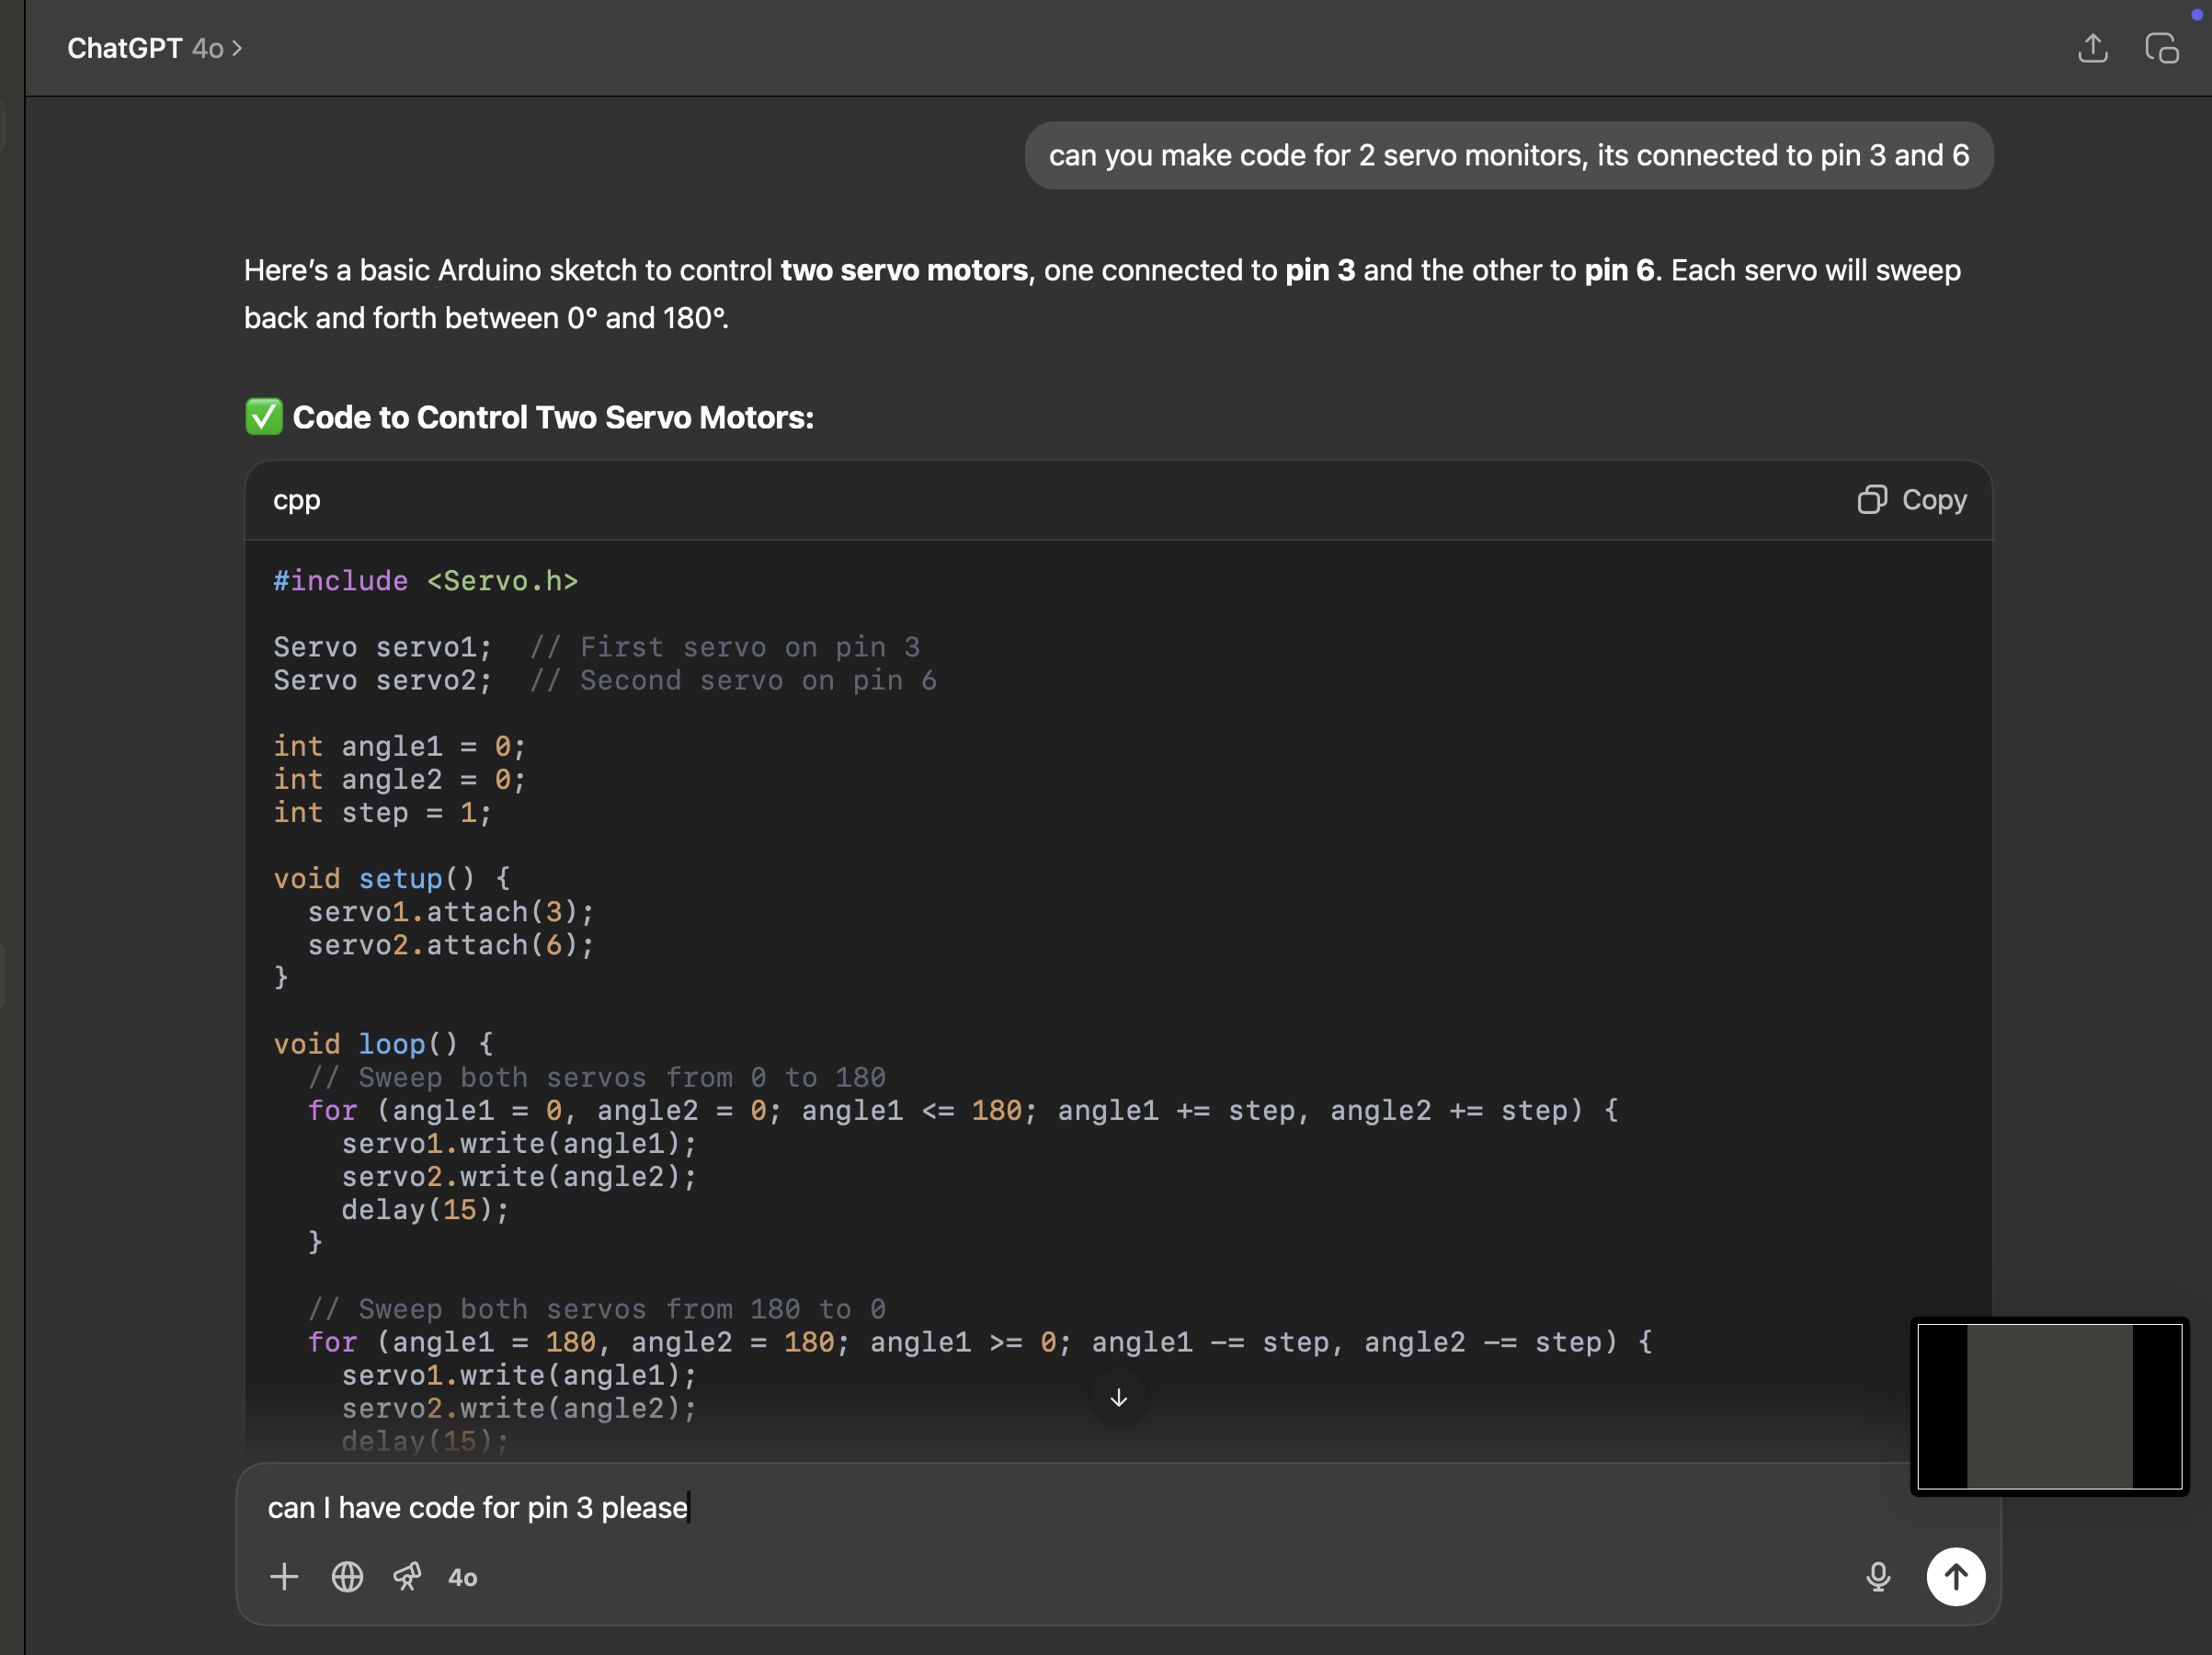 ChatGPT 4o >
can you make code for 2 servo monitors, its connected to pin 3 and 6
Here’s a basic Arduino sketch to control two servo motors, one connected to pin 3 and the other to pin 6. Each servo will sweep
back and forth between 0° and 180°.
✅ Code to Control Two Servo Motors:
cpp
Copy
#include <Servo.h>
Servo servo1;  // First servo on pin 3
Servo servo2;  // Second servo on pin 6
int angle1 = 0;
int angle2 = 0;
int step = 1;
void setup() {
  servo1.attach(3);
  servo2.attach(6);
}
void loop() {
  // Sweep both servos from 0 to 180
  for (angle1 = 0, angle2 = 0; angle1 <= 180; angle1 += step, angle2 += step) {
    servo1.write(angle1);
    servo2.write(angle2);
    delay(15);
  }
  // Sweep both servos from 180 to 0
  for (angle1 = 180, angle2 = 180; angle1 >= 0; angle1 -= step, angle2 -= step) {
    servo1.write(angle1);
    servo2.write(angle2);
    delay(15);
can I have code for pin 3 please
4o